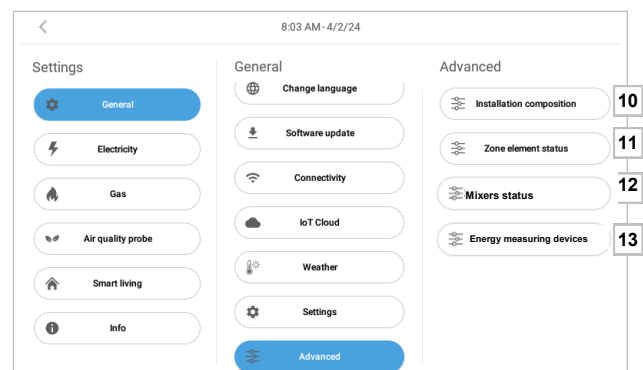 8:03 AM - 4/2/24
Settings
General
Electricity
Gas
Air quality probe
Smart living
Info
General
Change language
Software update
Connectivity
IoT Cloud
Weather
Settings
Advanced
Advanced
Installation composition
10
Zone element status
11
Mixers status
12
Energy measuring devices
13